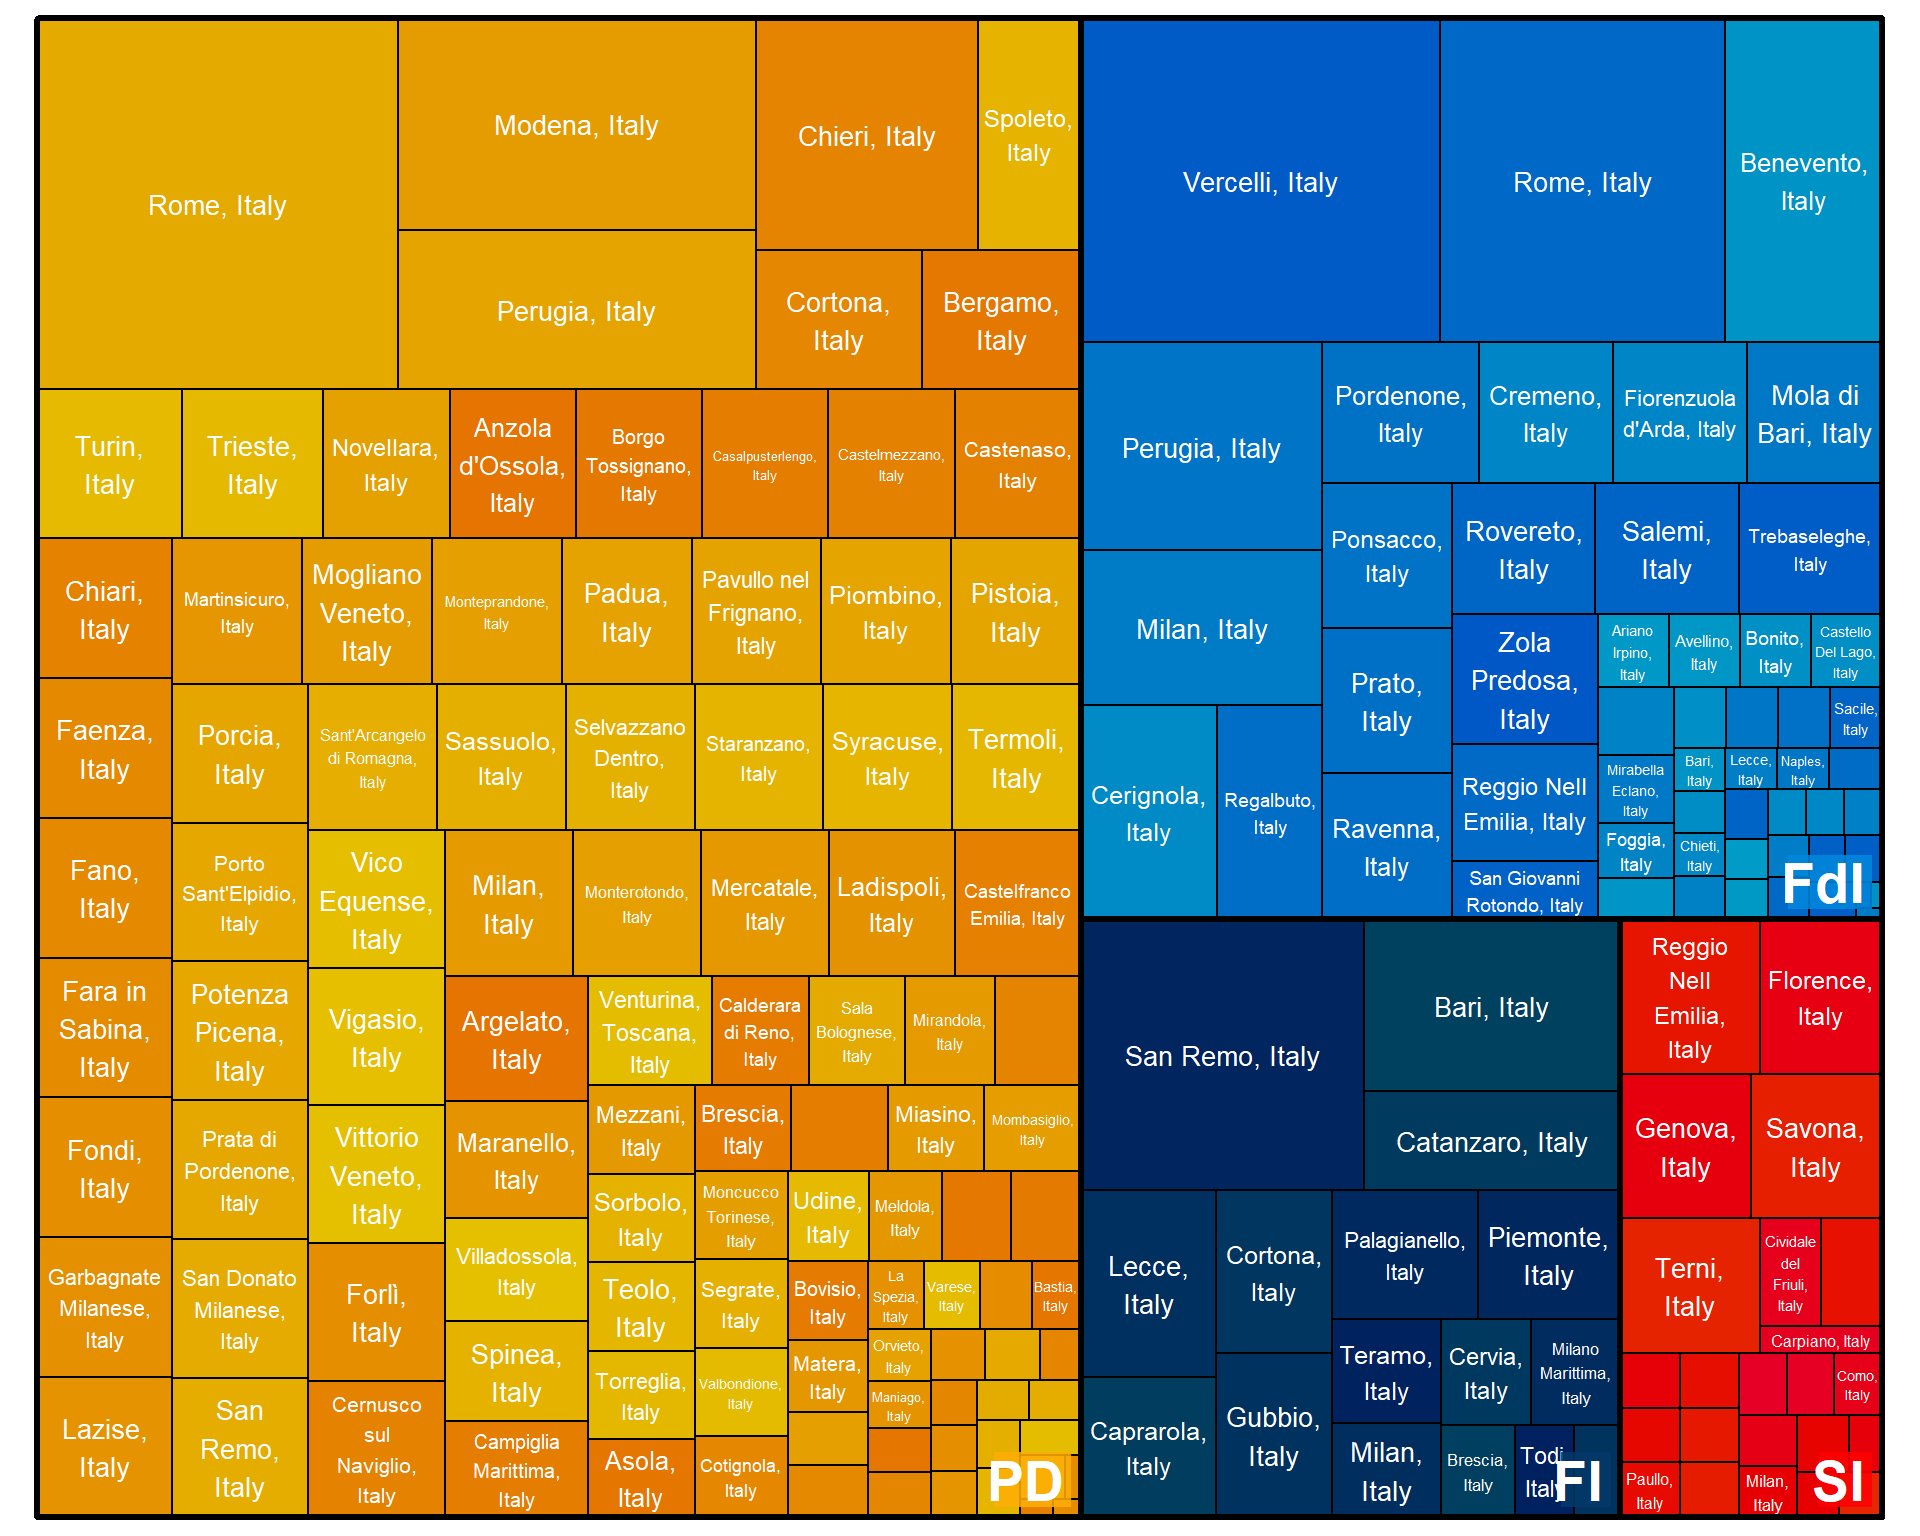 Rome, Italy
Modena, Italy
Perugia, Italy
Chieri, Italy
Spoleto,
Italy
Cortona,
Italy
Bergamo,
Italy
Turin,
Italy
Trieste,
Italy
Novellara,
Italy
Anzola
d'Ossola,
Italy
Borgo
Tossignano,
Italy
Casalpusterlengo,
Italy
Castelmezzano,
Italy
Castenaso,
Italy
Chiari,
Italy
Martinsicuro,
Italy
Mogliano
Veneto,
Italy
Monteprandone,
Italy
Padua,
Italy
Pavullo nel
Frignano,
Italy
Piombino,
Italy
Pistoia,
Italy
Faenza,
Italy
Porcia,
Italy
Sant'Arcangelo
di Romagna,
Italy
Sassuolo,
Italy
Selvazzano
Dentro,
Italy
Staranzano,
Italy
Syracuse,
Italy
Termoli,
Italy
Fano,
Italy
Porto
Sant'Elpidio,
Italy
Vico
Equense,
Italy
Milan,
Italy
Monterotondo,
Italy
Mercatale,
Italy
Ladispoli,
Italy
Castelfranco
Emilia, Italy
Fara in
Sabina,
Italy
Potenza
Picena,
Italy
Vigasio,
Italy
Argelato,
Italy
Venturina,
Toscana,
Italy
Calderara
di Reno,
Italy
Sala
Bolognese,
Italy
Mirandola,
Italy
Fondi,
Italy
Prata di
Pordenone,
Italy
Vittorio
Veneto,
Italy
Maranello,
Italy
Mezzani,
Italy
Brescia,
Italy
Miasino,
Italy
Mombasiglio,
Italy
Sorbolo,
Italy
Moncucco
Torinese,
Italy
Udine,
Italy
Meldola,
Italy
Garbagnate
Milanese,
Italy
San Donato
Milanese,
Italy
Forlì,
Italy
Villadossola,
Italy
Teolo,
Italy
Segrate,
Italy
Bovisio,
Italy
La
Spezia,
Italy
Varese,
Italy
Bastia,
Italy
Spinea,
Italy
Torreglia,
Italy
Valbondione,
Italy
Matera,
Italy
Orvieto,
Italy
Maniago,
Italy
Lazise,
Italy
San
Remo,
Italy
Cernusco
sul
Naviglio,
Italy
Campiglia
Marittima,
Italy
Asola,
Italy
Cotignola,
Italy
PD
Vercelli, Italy
Rome, Italy
Benevento,
Italy
Perugia, Italy
Pordenone,
Italy
Cremeno,
Italy
Fiorenzuola
d'Arda, Italy
Mola di
Bari, Italy
Milan, Italy
Ponsacco,
Italy
Rovereto,
Italy
Salemi,
Italy
Trebaseleghe,
Italy
Cerignola,
Italy
Regalbuto,
Italy
Prato,
Italy
Ravenna,
Italy
Zola
Predosa,
Italy
Reggio Nell
Emilia, Italy
San Giovanni
Rotondo, Italy
Ariano
Irpino,
Italy
Avellino,
Italy
Bonito,
Italy
Castello
Del Lago,
Italy
Sacile,
Italy
Mirabella
Eclano,
Italy
Bari,
Italy
Lecce,
Italy
Naples,
Italy
Foggia,
Italy
Chieti,
Italy
FdI
San Remo, Italy
Bari, Italy
Catanzaro, Italy
Lecce,
Italy
Cortona,
Italy
Palagianello,
Italy
Piemonte,
Italy
Caprarola,
Italy
Gubbio,
Italy
Teramo,
Italy
Cervia,
Italy
Milano
Marittima,
Italy
Milan,
Italy
Brescia,
Italy
Todi,
Italy
FI
Reggio
Nell
Emilia,
Italy
Florence,
Italy
Genova,
Italy
Savona,
Italy
Terni,
Italy
Cividale
del
Friuli,
Italy
Carpiano, Italy
Como,
Italy
Paullo,
Italy
Milan,
Italy
SI